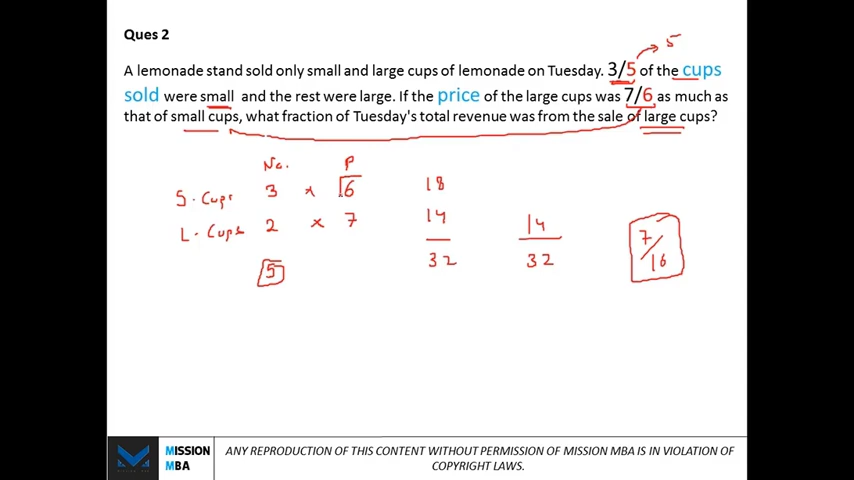 Ques 2
5
A lemonade stand sold only small and large cups of lemonade on Tuesday. 3/5 of the cups
sold were small and the rest were large. If the price of the large cups was 7/6 as much as
that of small cups, what fraction of Tuesday's total revenue was from the sale of large cups?
No. P
S. Cups 3 x 6 18
L. Cups 2 x 7 14 14 7/16
32 32
5
MISSION
MBA
ANY REPRODUCTION OF THIS CONTENT WITHOUT PERMISSION OF MISSION MBA IS IN VIOLATION OF
COPYRIGHT LAWS.